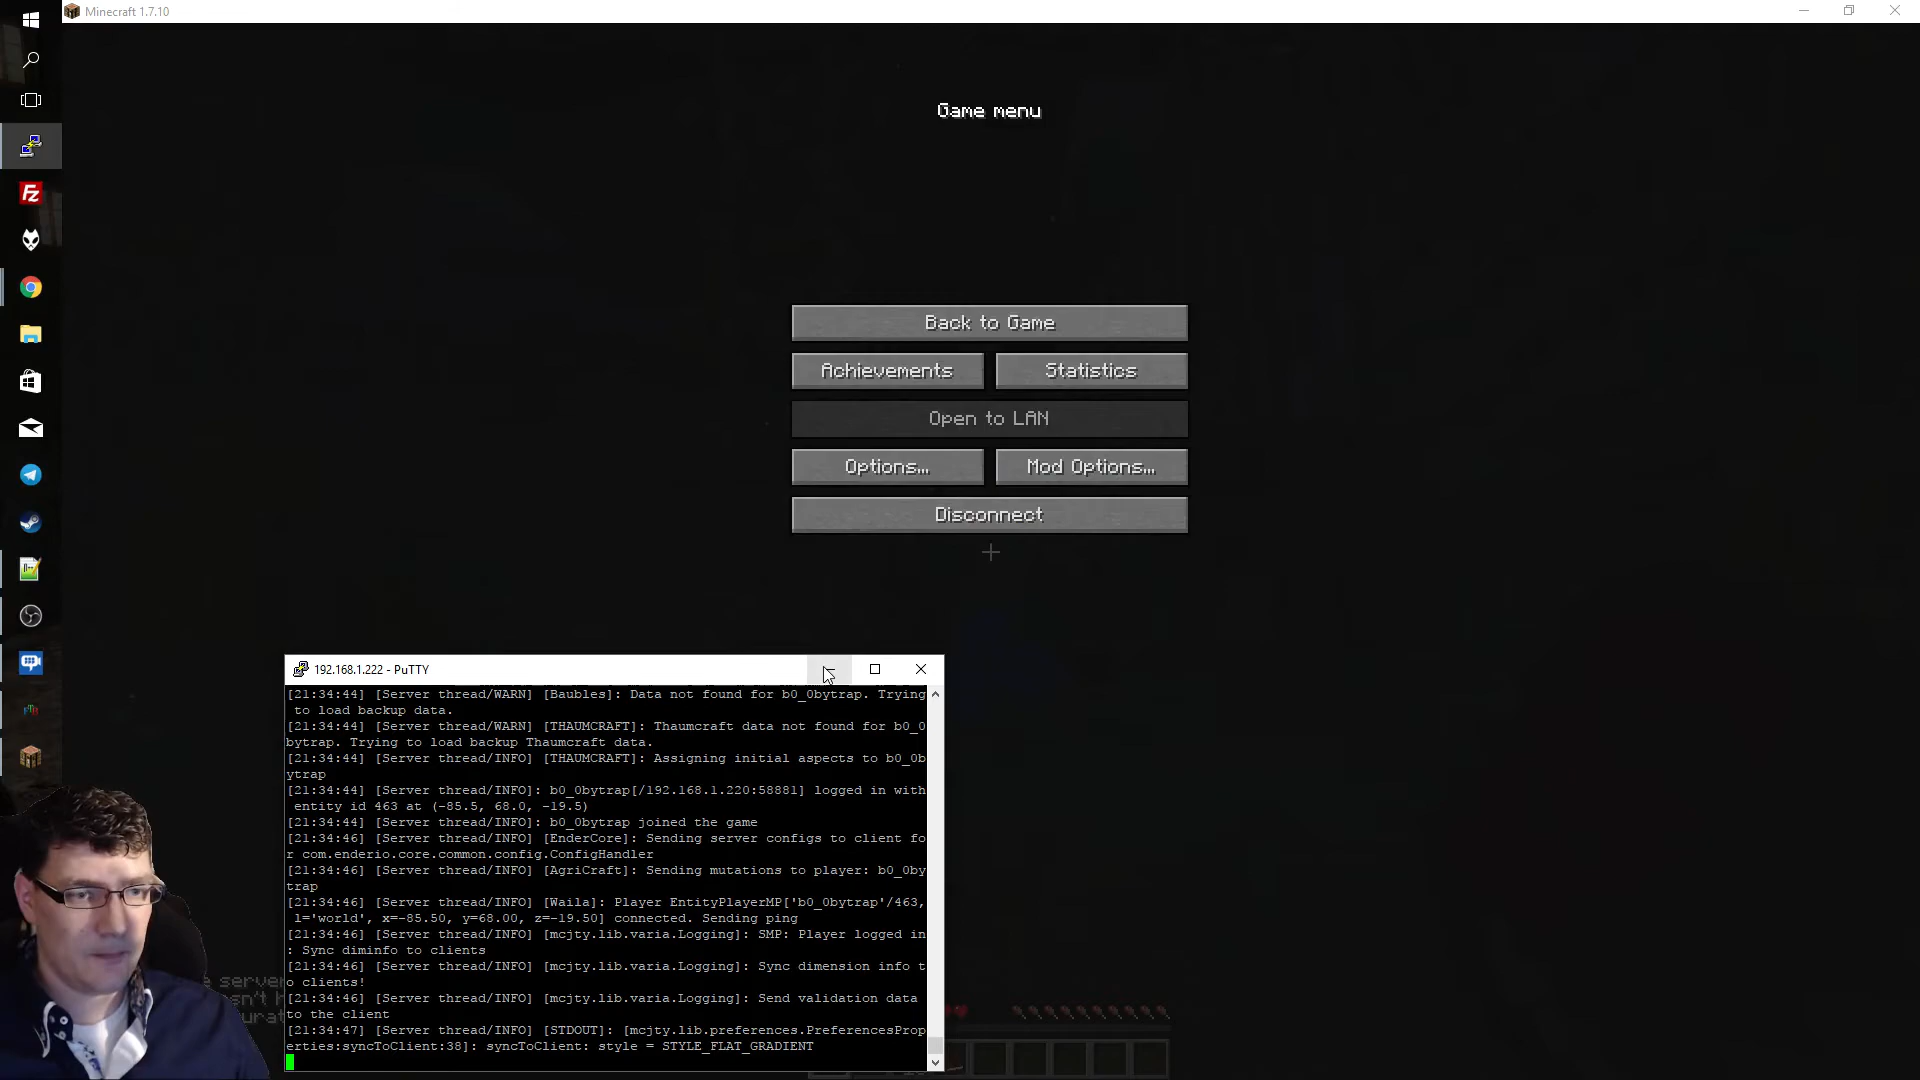 Minecraft 1.7.10
Game menu
Back to Game
Achievements
Statistics
Open to LAN
Options...
Mod Options...
Disconnect
192.168.1.222 - PuTTY
[21:34:44] [Server thread/WARN] [Baubles]: Data not found for b0_0bytrap. Trying
to load backup data.
[21:34:44] [Server thread/WARN] [THAUMCRAFT]: Thaumcraft data not found for b0_0
bytrap. Trying to load backup Thaumcraft data.
[21:34:44] [Server thread/INFO] [THAUMCRAFT]: Assigning initial aspects to b0_0b
ytrap
[21:34:44] [Server thread/INFO]: b0_0bytrap[/192.168.1.220:58881] logged in with
entity id 463 at (-85.5, 68.0, -19.5)
[21:34:44] [Server thread/INFO]: b0_0bytrap joined the game
[21:34:46] [Server thread/INFO] [EnderCore]: Sending server configs to client fo
r com.enderio.core.common.config.ConfigHandler
[21:34:46] [Server thread/INFO] [AgriCraft]: Sending mutations to player: b0_0by
trap
[21:34:46] [Server thread/INFO] [Waila]: Player EntityPlayerMP['b0_0bytrap'/463,
l='world', x=-85.50, y=68.00, z=-19.50] connected. Sending ping
[21:34:46] [Server thread/INFO] [mcjty.lib.varia.Logging]: SMP: Player logged in
: Sync diminfo to clients
[21:34:46] [Server thread/INFO] [mcjty.lib.varia.Logging]: Sync dimension info t
o clients!
[21:34:46] [Server thread/INFO] [mcjty.lib.varia.Logging]: Send validation data
to the client
[21:34:47] [Server thread/INFO] [STDOUT]: [mcjty.lib.preferences.PreferencesProp
erties:syncToClient:38]: syncToClient: style = STYLE_FLAT_GRADIENT